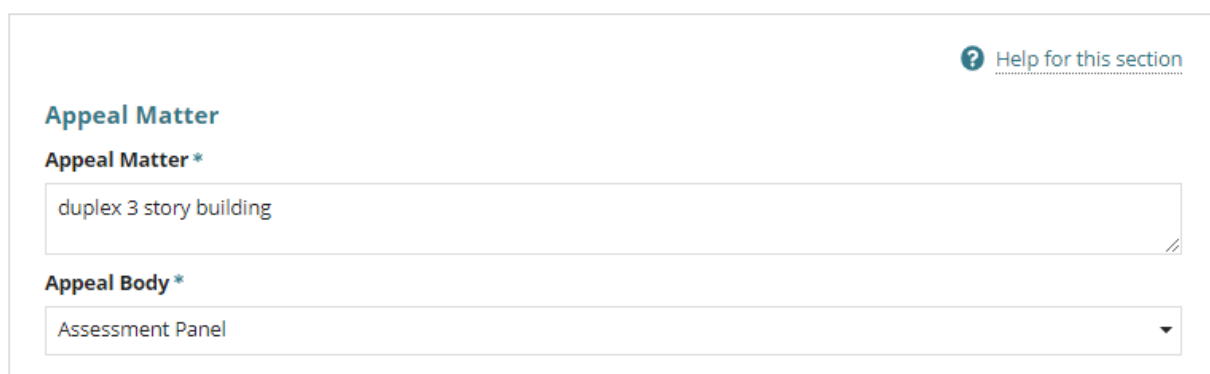 Help for this section
Appeal Matter
Appeal Matter *
duplex 3 story building
Appeal Body *
Assessment Panel